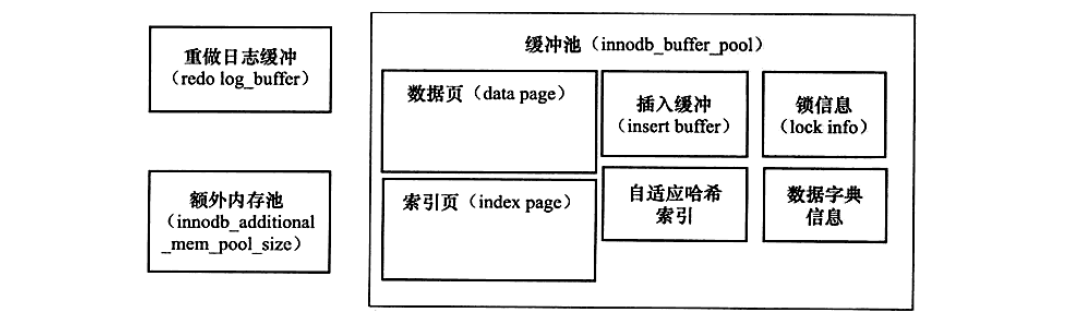 重做日志缓冲
（redo log_buffer）
额外内存池
（innodb_additional
_mem_pool_size）
缓冲池（innodb_buffer_pool）
数据页（data page）
插入缓冲
（insert buffer）
锁信息
（lock info）
索引页（index page）
自适应哈希
索引
数据字典
信息